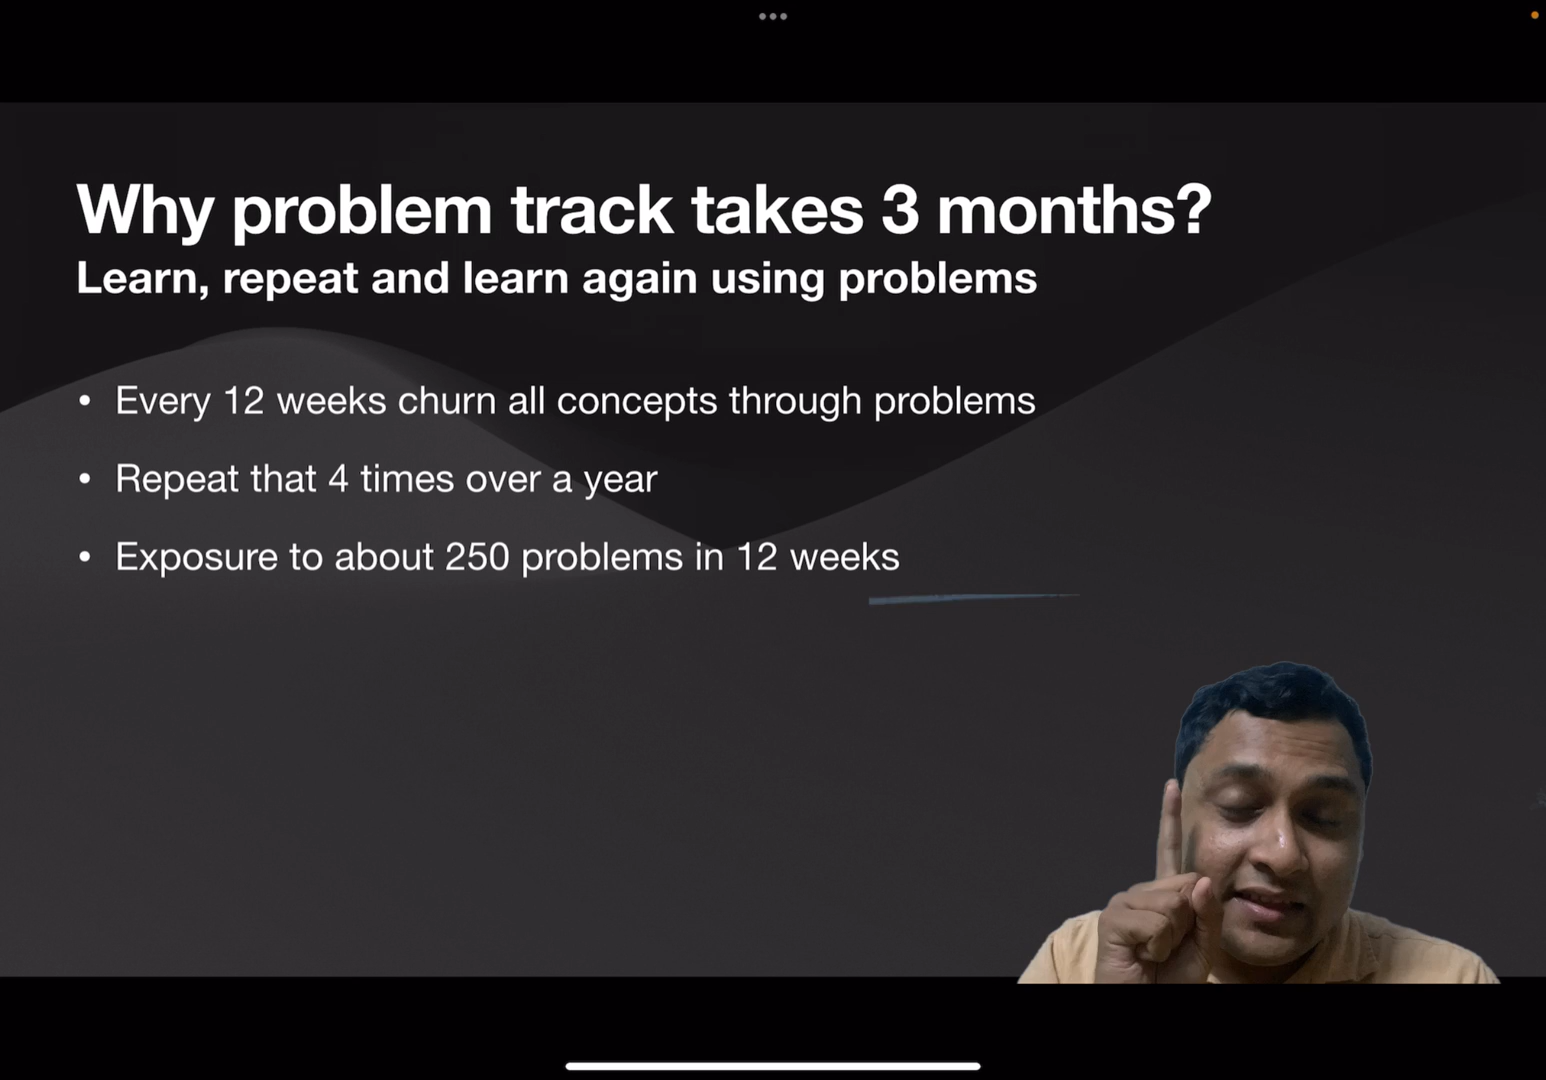 Why problem track takes 3 months?
Learn, repeat and learn again using problems
• Every 12 weeks churn all concepts through problems
• Repeat that 4 times over a year
• Exposure to about 250 problems in 12 weeks